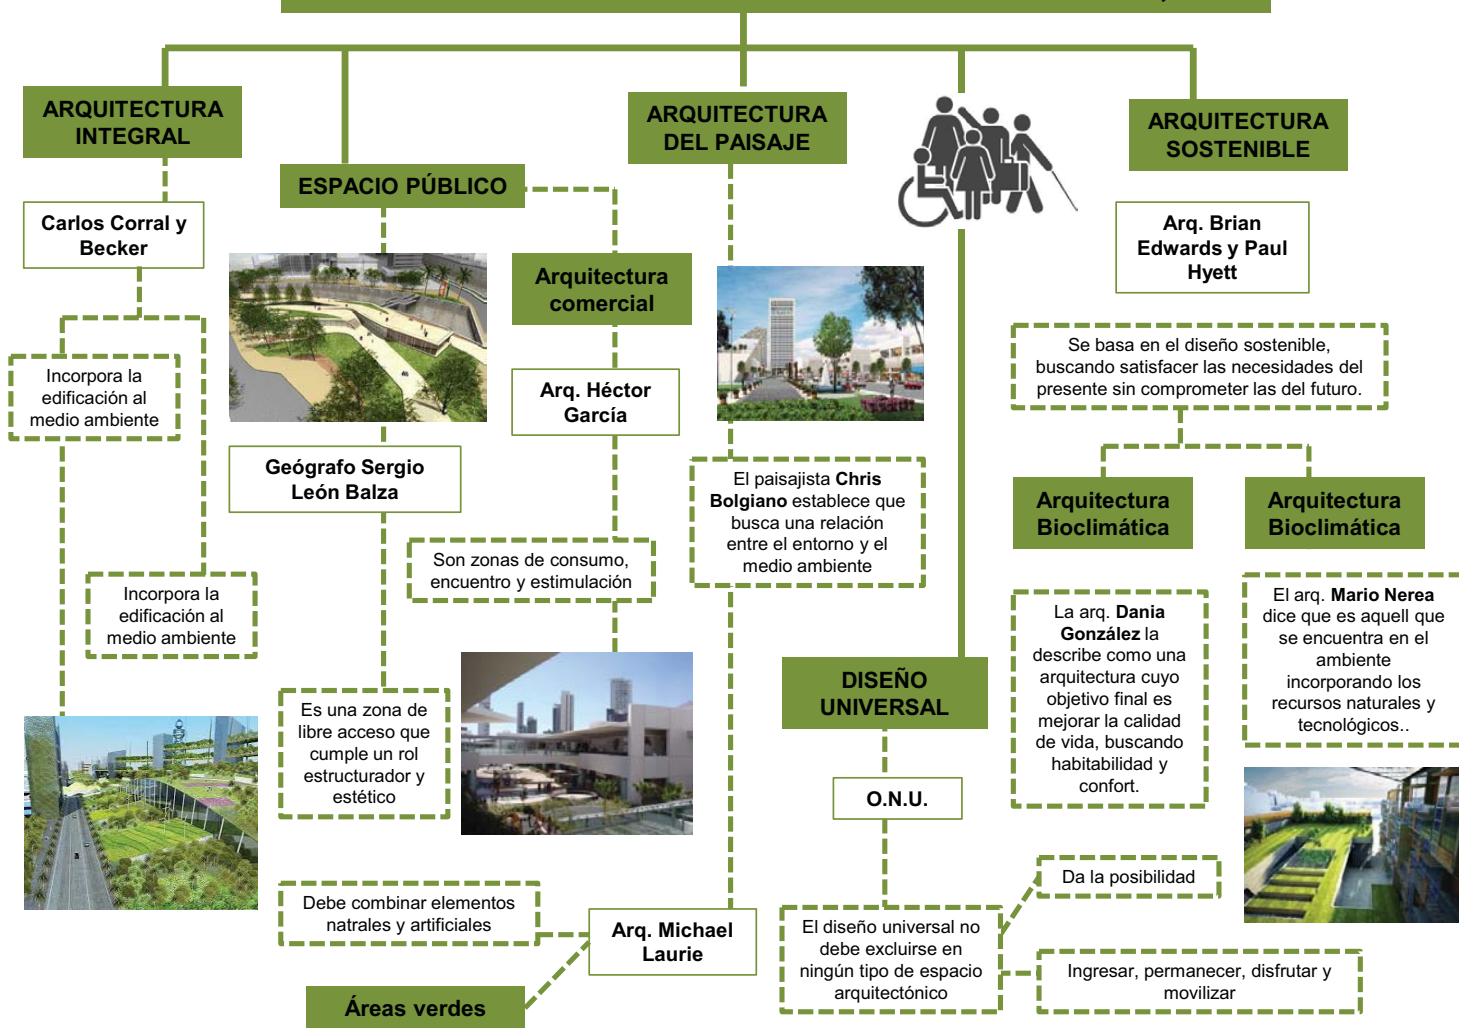 ARQUITECTURA
INTEGRAL
Carlos Corral y
Becker
Incorpora la
edificación al
medio ambiente
Incorpora la
edificación al
medio ambiente
ESPACIO PÚBLICO
Geógrafo Sergio
León Balza
Es una zona de
libre acceso que
cumple un rol
estructurador y
estético
Arquitectura
comercial
Arq. Héctor
García
Son zonas de consumo,
encuentro y estimulación
ARQUITECTURA
DEL PAISAJE
El paisajista Chris
Bolgiano establece que
busca una relación
entre el entorno y el
medio ambiente
Arq. Michael
Laurie
Debe combinar elementos
natrales y artificiales
Áreas verdes
DISEÑO
UNIVERSAL
O.N.U.
El diseño universal no
debe excluirse en
ningún tipo de espacio
arquitectónico
Da la posibilidad
Ingresar, permanecer, disfrutar y
movilizar
ARQUITECTURA
SOSTENIBLE
Arq. Brian
Edwards y Paul
Hyett
Se basa en el diseño sostenible,
buscando satisfacer las necesidades del
presente sin comprometer las del futuro.
Arquitectura
Bioclimática
La arq. Dania
González la
describe como una
arquitectura cuyo
objetivo final es
mejorar la calidad
de vida, buscando
habitabilidad y
confort.
Arquitectura
Bioclimática
El arq. Mario Nerea
dice que es aquell que
se encuentra en el
ambiente
incorporando los
recursos naturales y
tecnológicos..